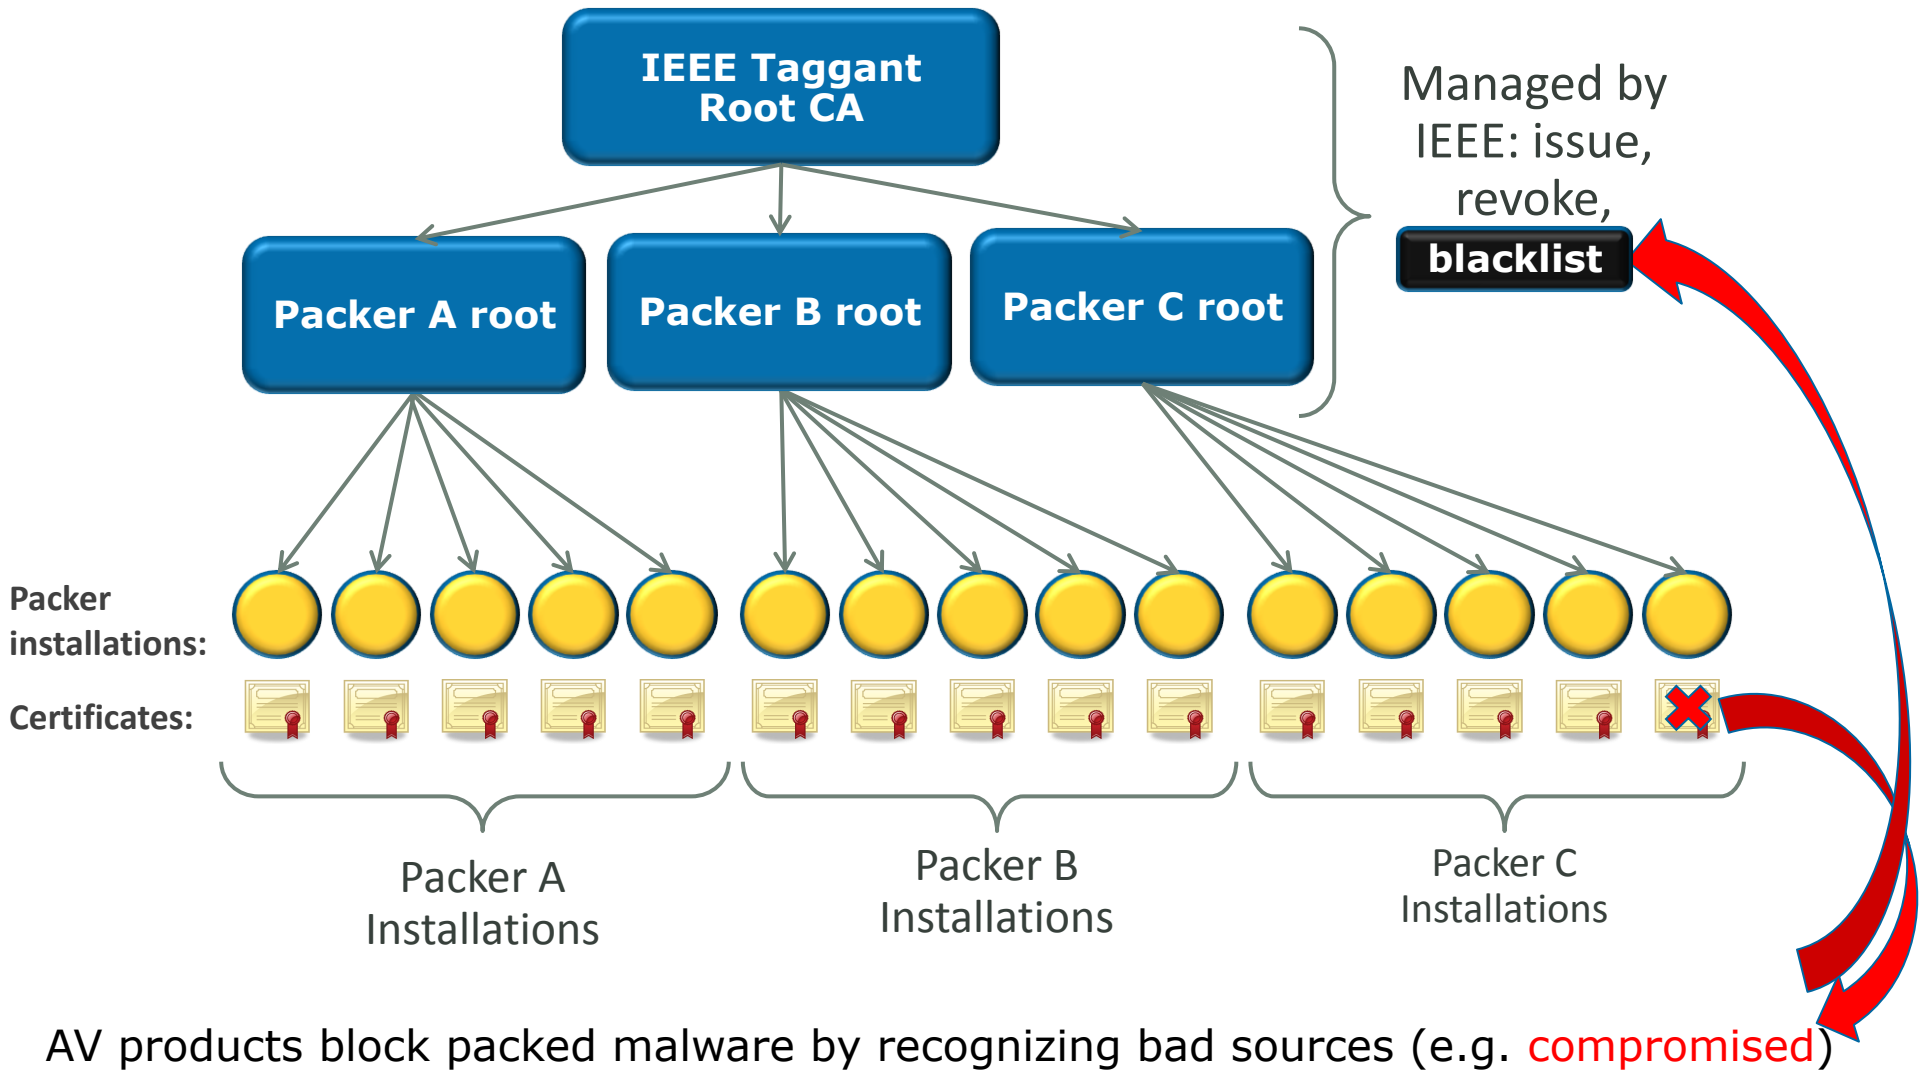 IEEE Taggant
Root CA
Managed by
IEEE: issue,
revoke,
blacklist
Packer A root
Packer B root
Packer C root
Packer
installations:
Certificates:
Packer A
Installations
Packer B
Installations
Packer C
Installations
AV products block packed malware by recognizing bad sources (e.g. compromised)